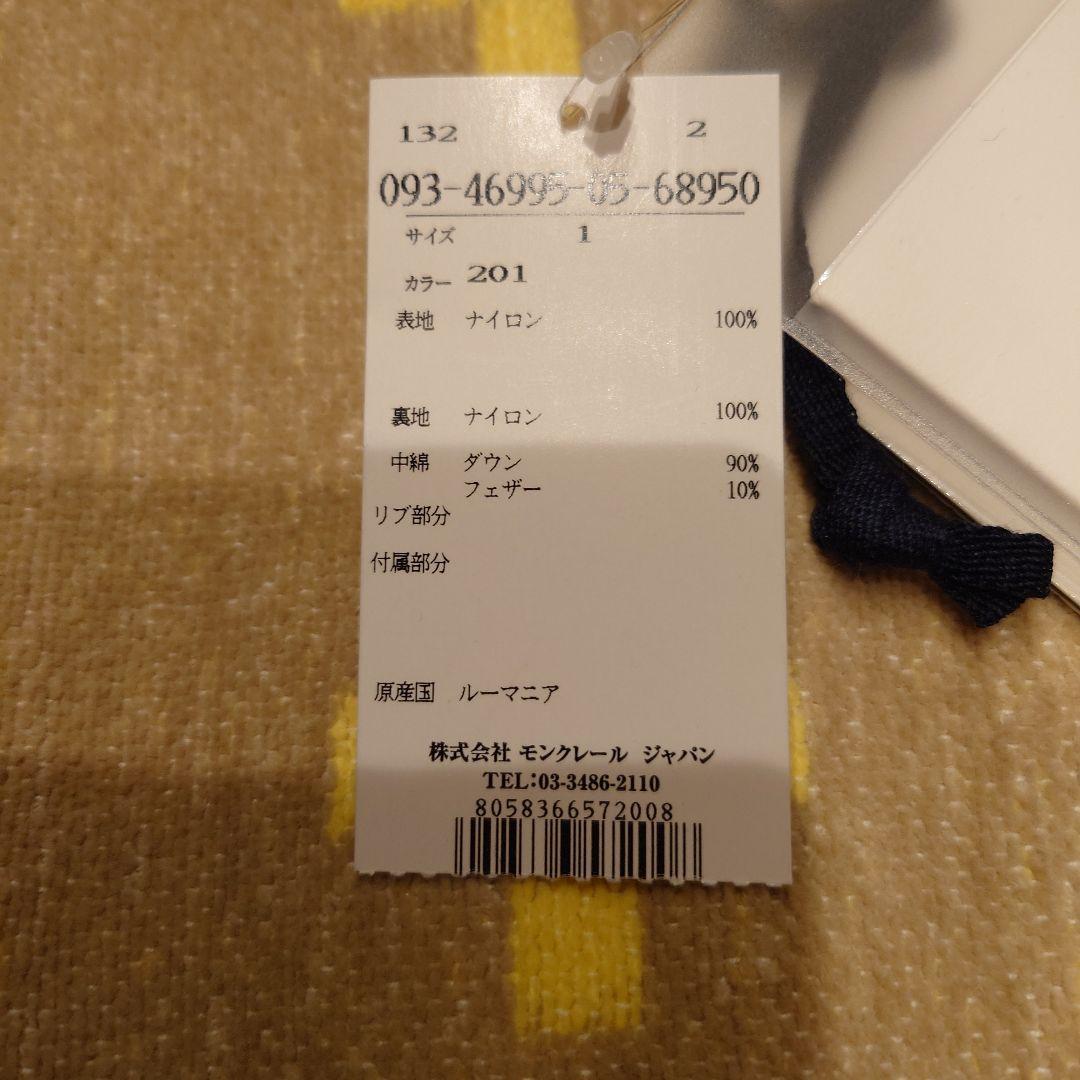 132 2
093-46995-05-68950
サイズ 1
カラー 201
表地 ナイロン 100%
裏地 ナイロン 100%
中綿 ダウン 90%
フェザー 10%
リブ部分
付属部分
原産国 ルーマニア
株式会社 モンクレール ジャパン
TEL:03-3486-2110
8058366572008